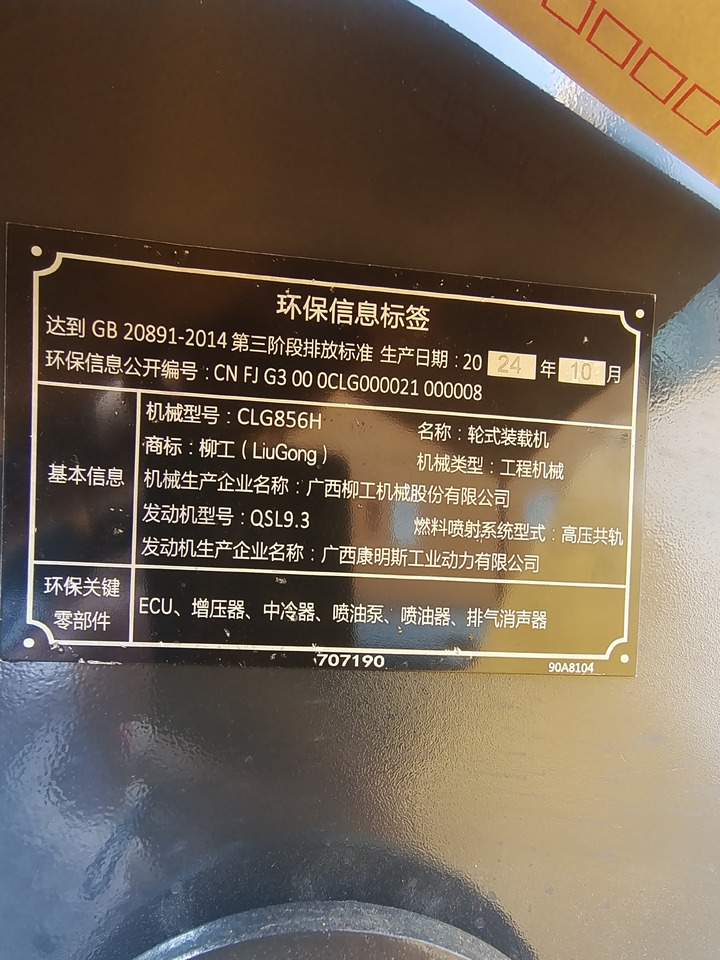 环保信息标签
达到 GB 20891-2014 第三阶段排放标准 生产日期：20 24 年 10 月
环保信息公开编号：CN FJ G3 00 0CLG000021 000008
基本信息
机械型号：CLG856H 名称：轮式装载机
商标：柳工（LiuGong） 机械类型：工程机械
机械生产企业名称：广西柳工机械股份有限公司
发动机型号：QSL9.3 燃料喷射系统型式：高压共轨
发动机生产企业名称：广西康明斯工业动力有限公司
环保关键
零部件
ECU、增压器、中冷器、喷油泵、喷油器、排气消声器
707190
90A8104